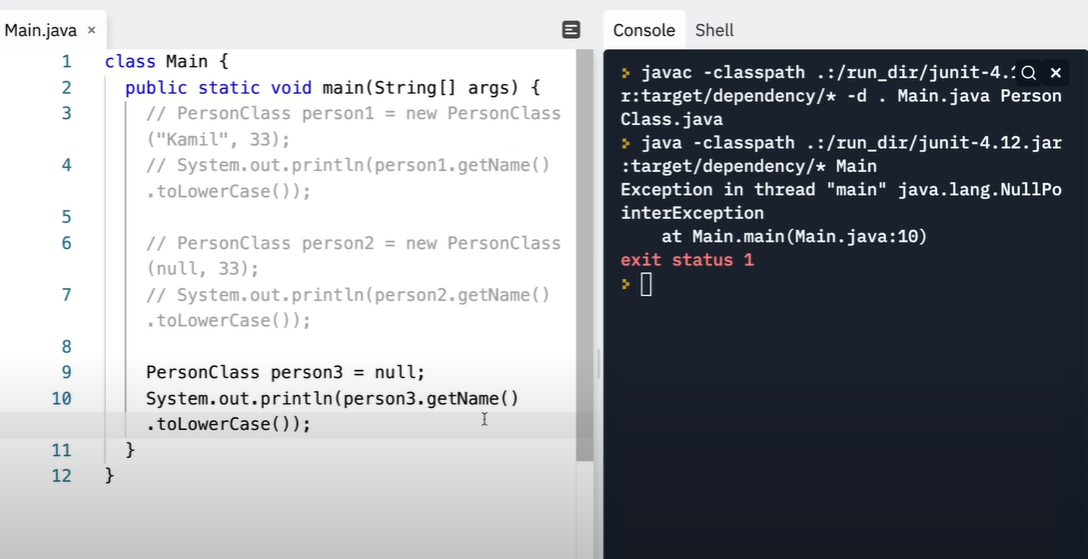 Main.java ×
Console Shell
1 class Main {
2 public static void main(String[] args) {
3 // PersonClass person1 = new PersonClass
("Kamil", 33);
4 // System.out.println(person1.getName()
.toLowerCase());
5
6 // PersonClass person2 = new PersonClass
(null, 33);
7 // System.out.println(person2.getName()
.toLowerCase());
8
9 PersonClass person3 = null;
10 System.out.println(person3.getName()
.toLowerCase());
11 }
12 }
> javac -classpath .:/run_dir/junit-4.
r:target/dependency/* -d . Main.java Person
Class.java
> java -classpath .:/run_dir/junit-4.12.jar
:target/dependency/* Main
Exception in thread "main" java.lang.NullPo
interException
at Main.main(Main.java:10)
exit status 1
>